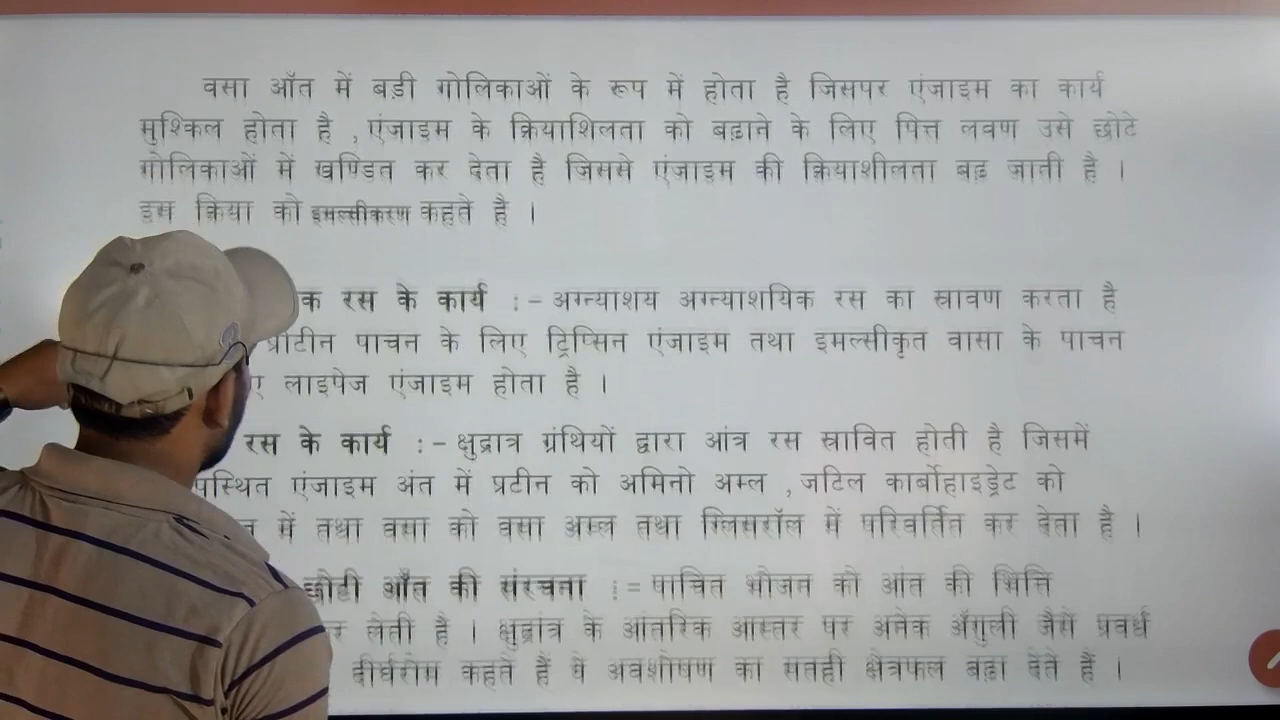 वसा आँत में बड़ी गोलिकाओं के रूप में होता है जिसपर एंजाइम का कार्य
मुश्किल होता है , एंजाइम के क्रियाशिलता को बढ़ाने के लिए पित्त लवण उसे छोटे
गोलिकाओं में खण्डित कर देता है जिससे एंजाइम की क्रियाशीलता बढ़ जाती है ।
इस क्रिया को इमल्सीकरण कहते है ।
क रस के कार्य :- अग्न्याशय अग्न्याशयिक रस का स्रावण करता है
प्रोटीन पाचन के लिए ट्रिप्सिन एंजाइम तथा इमल्सीकृत वासा के पाचन
ए लाइपेज एंजाइम होता है ।
रस के कार्य :- क्षुद्रात्र ग्रंथियों द्वारा आंत्र रस स्रावित होती है जिसमें
पस्थित एंजाइम अंत में प्रटीन को अमिनो अम्ल , जटिल कार्बोहाइड्रेट को
में तथा वसा को वसा अम्ल तथा ग्लिसरॉल में परिवर्तित कर देता है ।
छोटी आँत की संरचना := पाचित भोजन को आंत की भित्ति
र लेती है । क्षुद्रांत्र के आंतरिक आस्तर पर अनेक अँगुली जैसे प्रवर्ध
दीर्घरोम कहते है ये अवशोषण का सतही क्षेत्रफल बढ़ा देते है ।